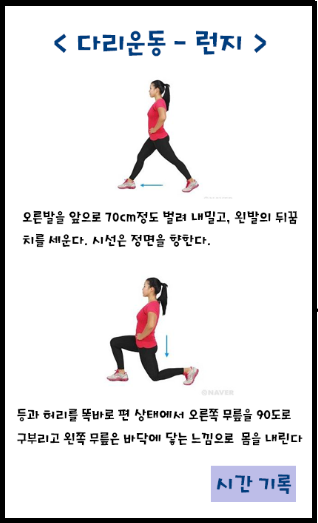 < 다리운동 - 런지 >
오른발을 앞으로 70cm정도 벌려 내밀고, 왼발의 뒤꿈
치를 세운다. 시선은 정면을 향한다.
@NAVER
등과 허리를 똑바로 편 상태에서 오른쪽 무릎을 90도로
구부리고 왼쪽 무릎은 바닥에 닿는 느낌으로 몸을 내린다
시간 기록